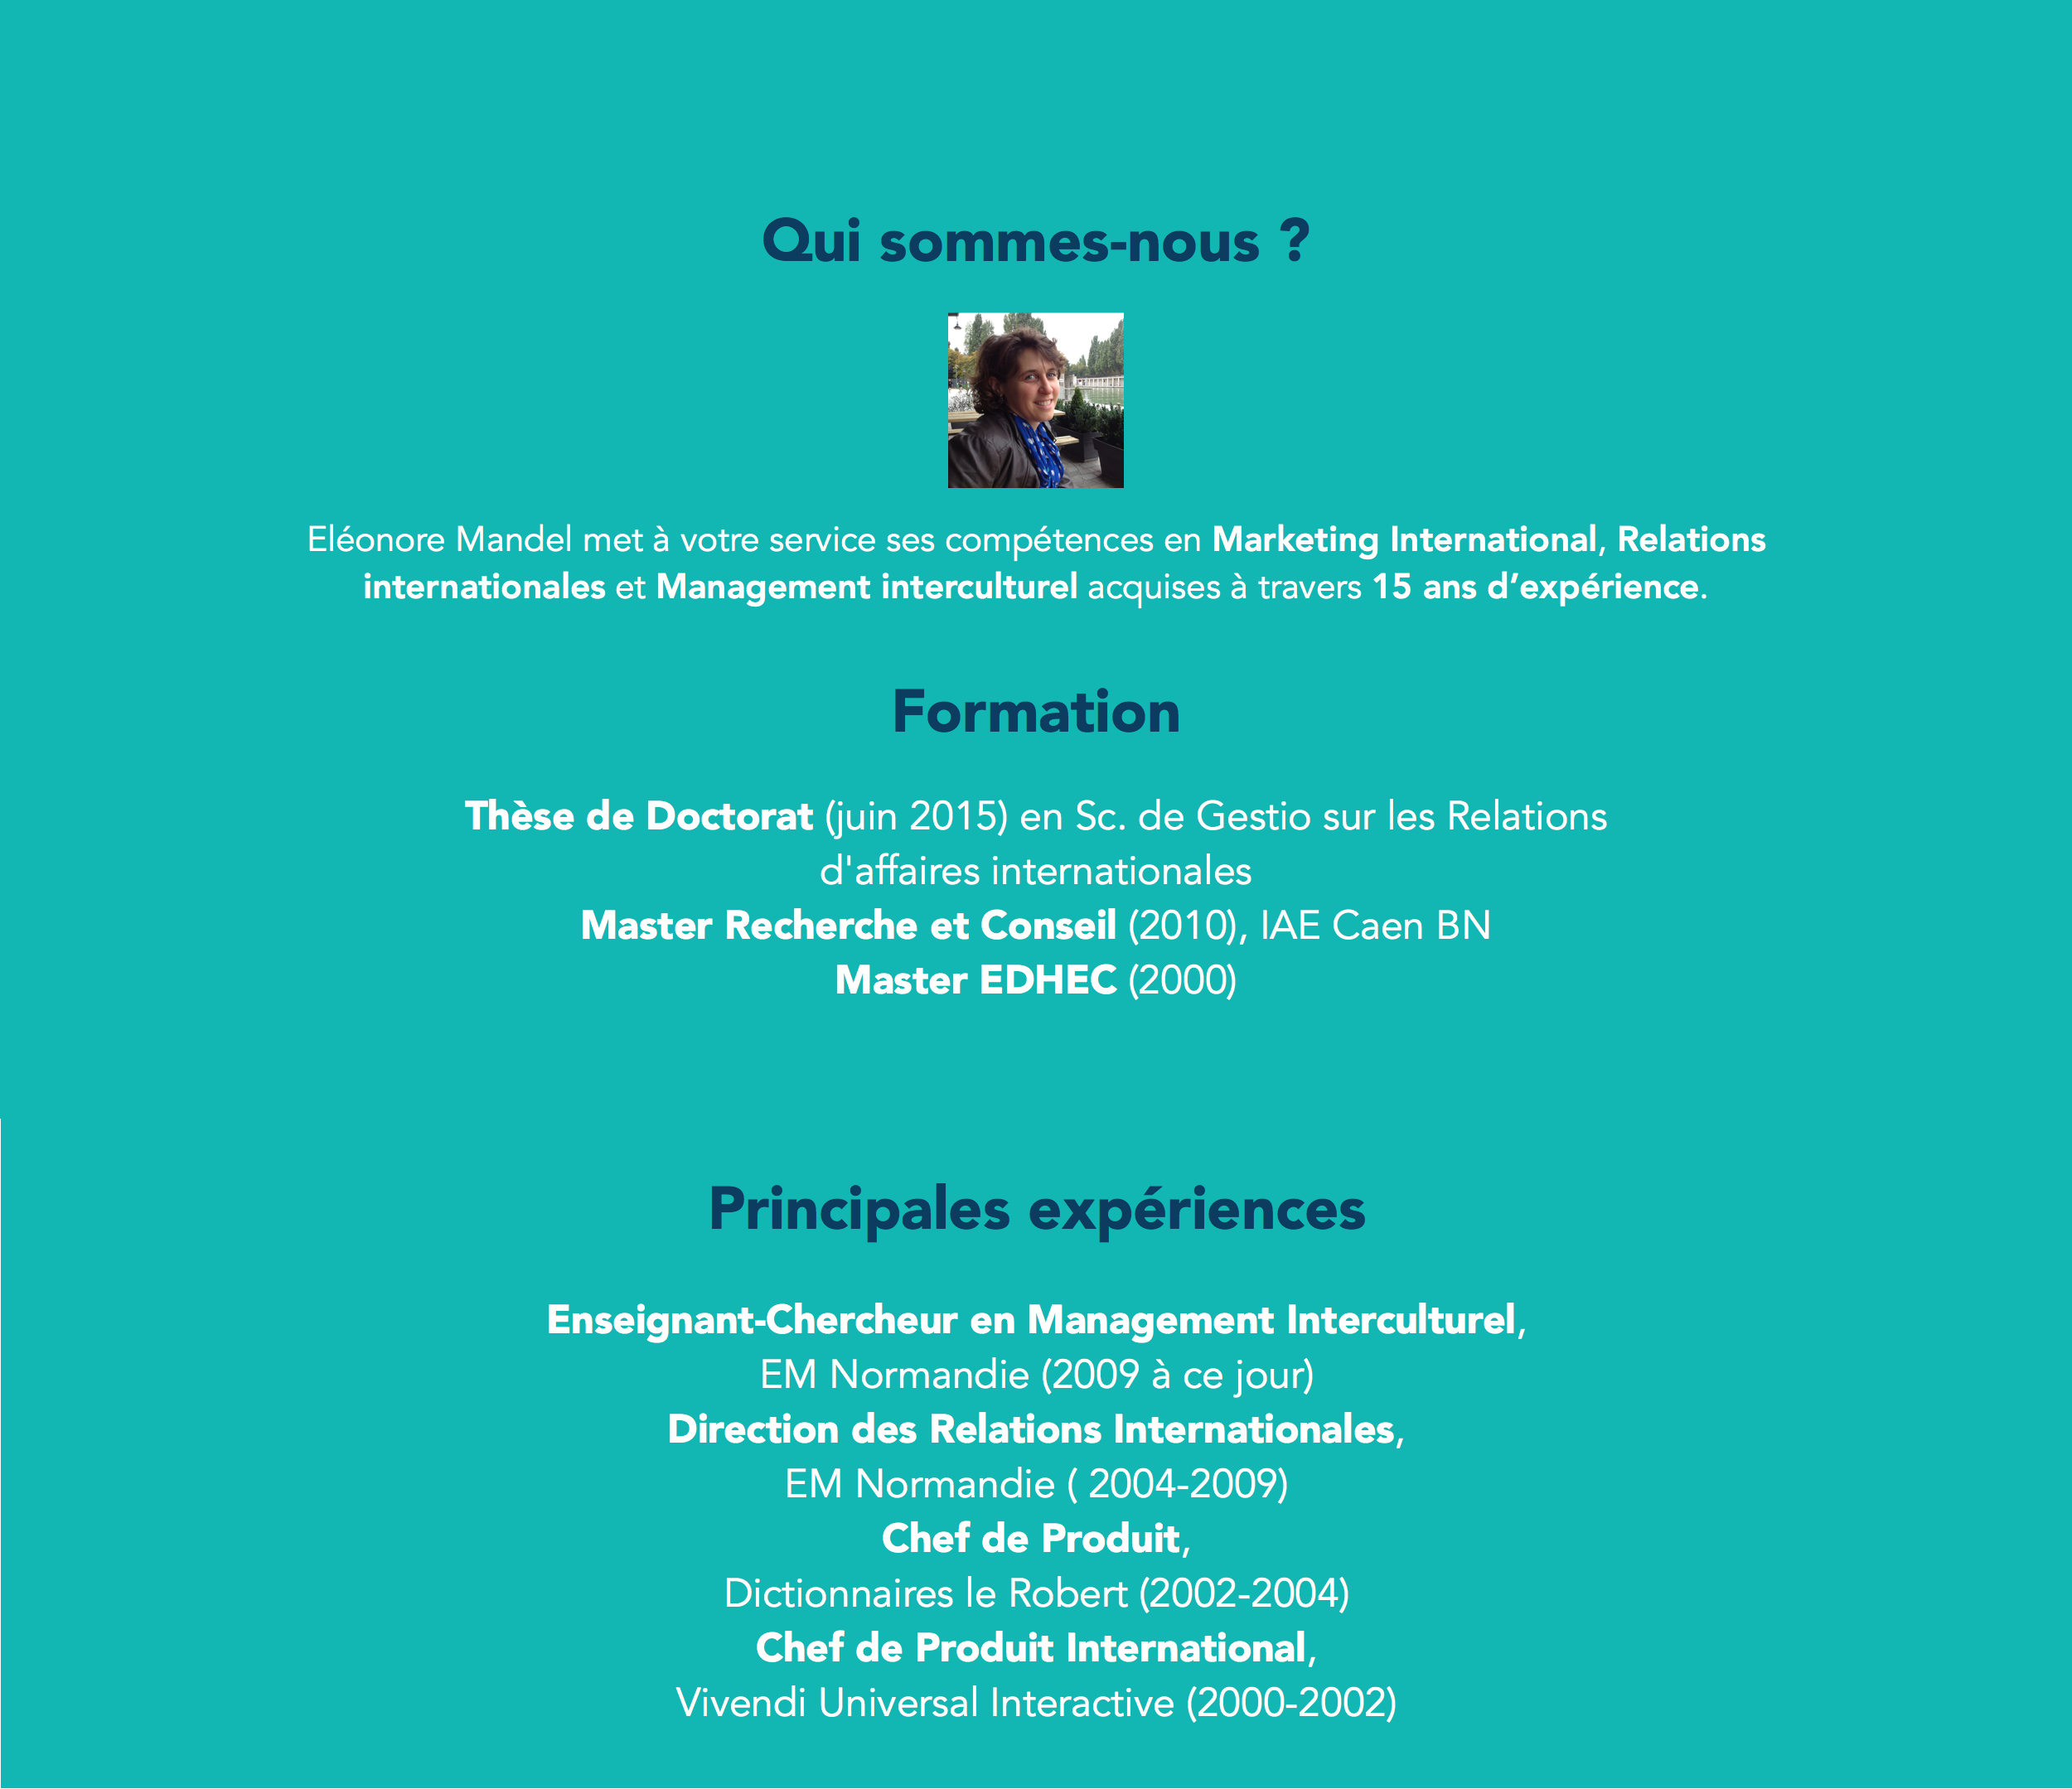 Qui sommes-nous ?
Eléonore Mandel met à votre service ses compétences en Marketing International, Relations
internationales et Management interculturel acquises à travers 15 ans d’expérience.
Formation
Thèse de Doctorat (juin 2015) en Sc. de Gestio sur les Relations
d'affaires internationales
Master Recherche et Conseil (2010), IAE Caen BN
Master EDHEC (2000)
Principales expériences
Enseignant-Chercheur en Management Interculturel,
EM Normandie (2009 à ce jour)
Direction des Relations Internationales,
EM Normandie ( 2004-2009)
Chef de Produit,
Dictionnaires le Robert (2002-2004)
Chef de Produit International,
Vivendi Universal Interactive (2000-2002)